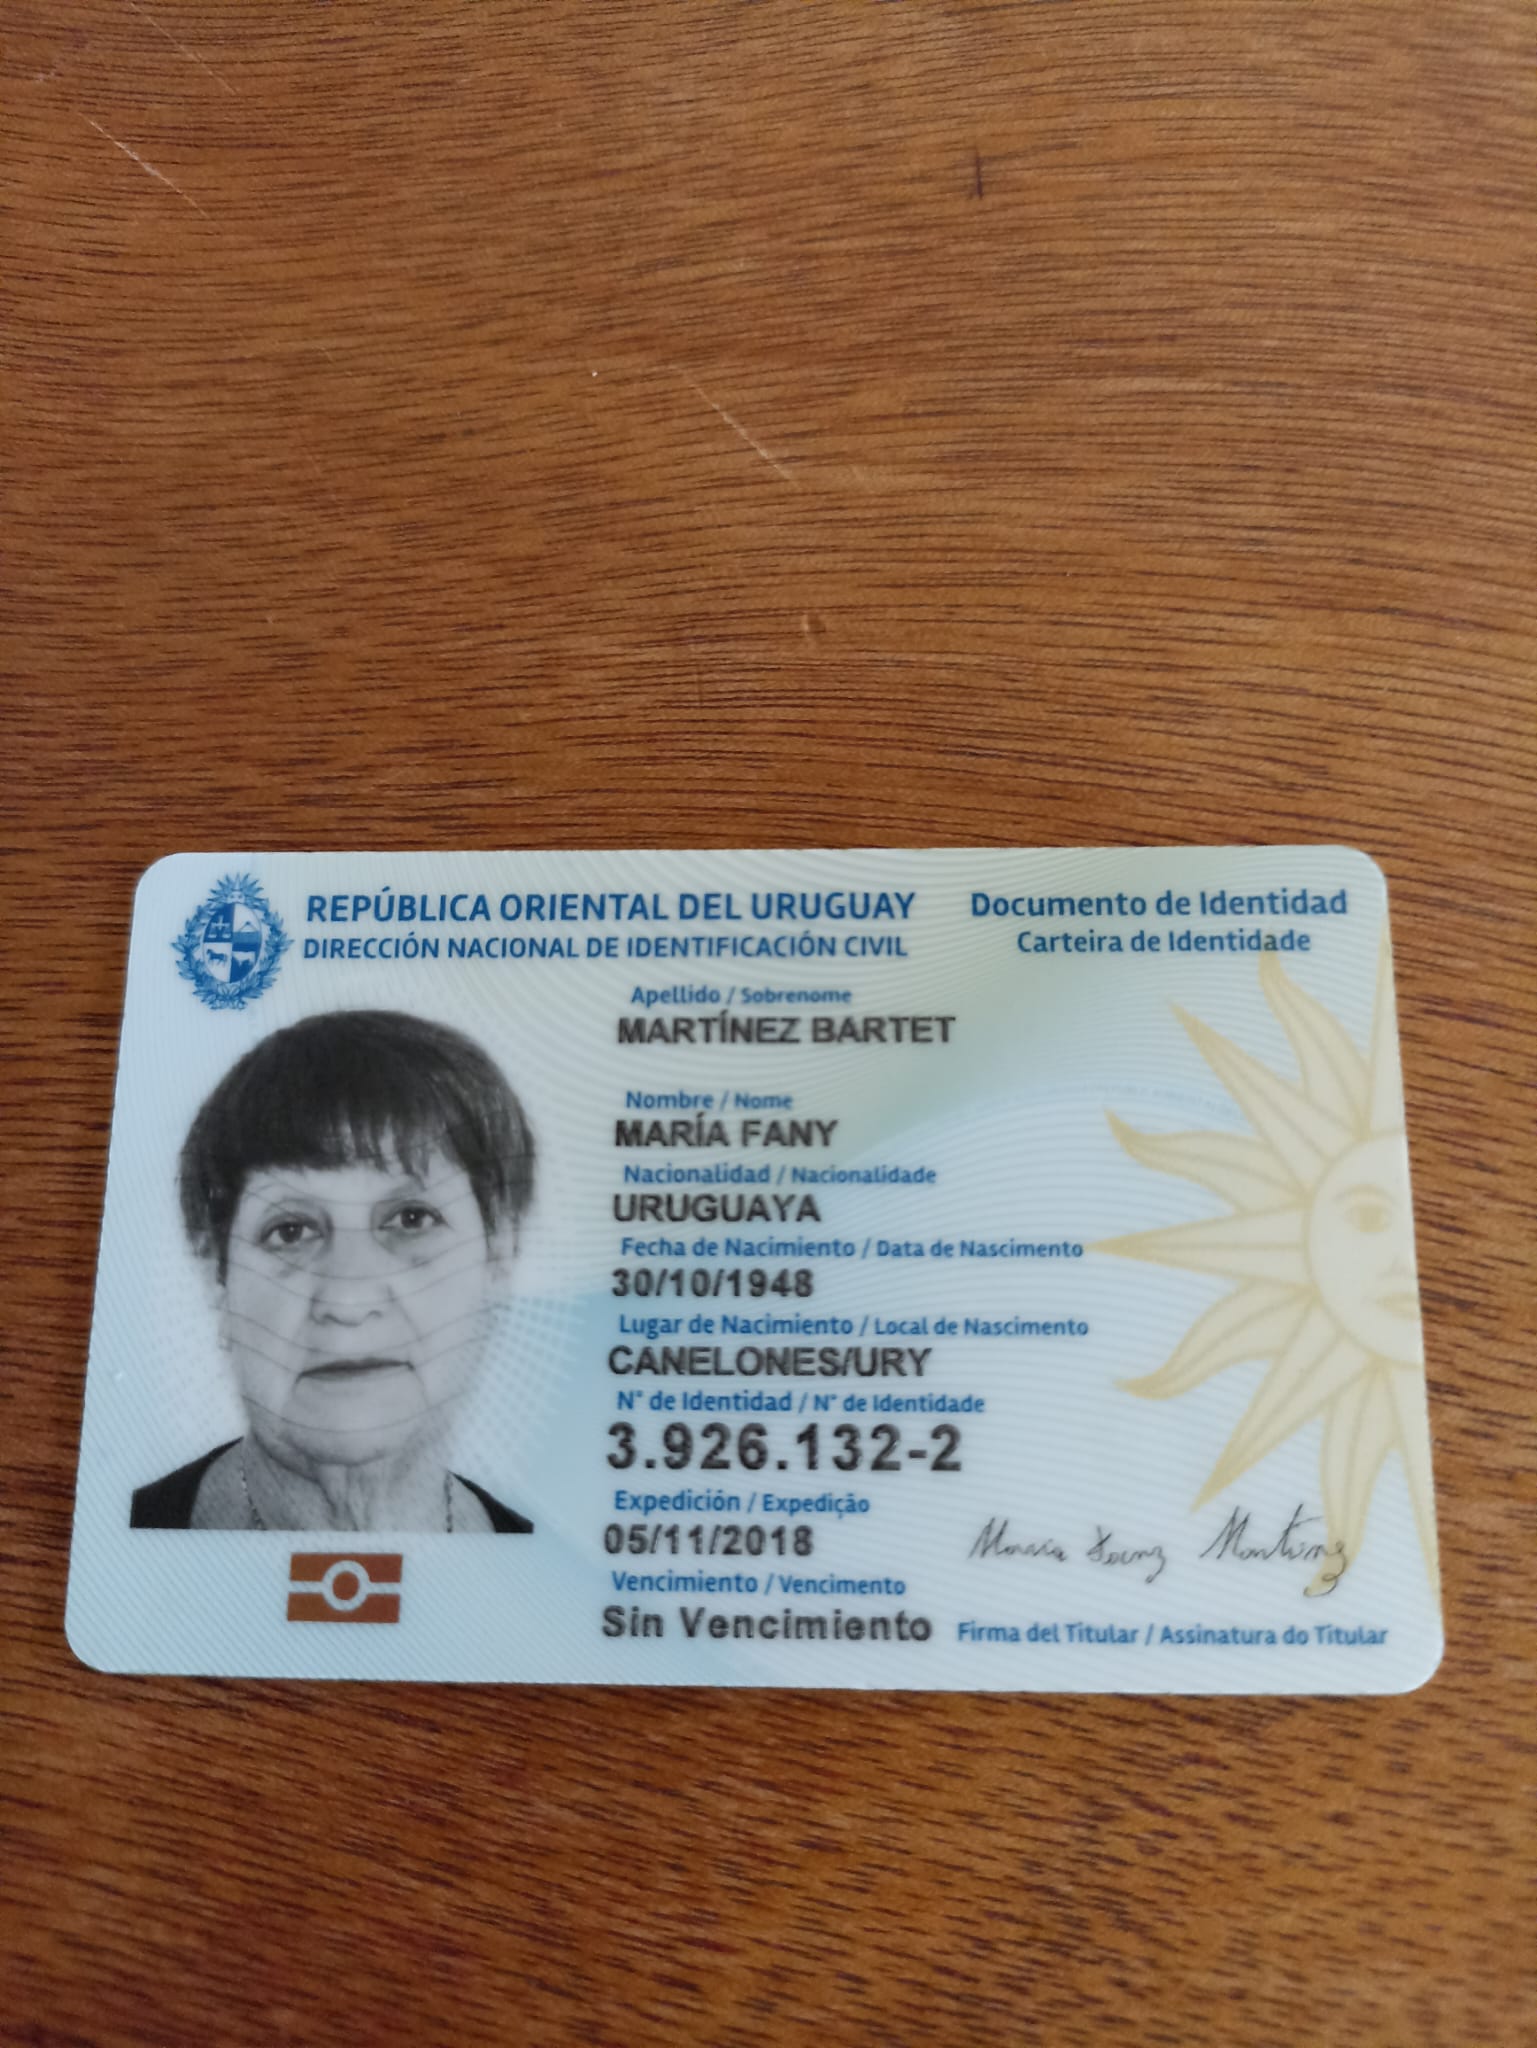 REPÚBLICA ORIENTAL DEL URUGUAY
DIRECCIÓN NACIONAL DE IDENTIFICACIÓN CIVIL
Documento de Identidad
Carteira de Identidade
Apellido / Sobrenome
MARTÍNEZ BARTET
Nombre / Nome
MARÍA FANY
Nacionalidad / Nacionalidade
URUGUAYA
Fecha de Nacimiento / Data de Nascimento
30/10/1948
Lugar de Nacimiento / Local de Nascimento
CANELONES/URY
N° de Identidad / N° de Identidade
3.926.132-2
Expedición / Expedição
05/11/2018
Vencimiento / Vencimento
Sin Vencimiento
María Fany Martínez
Firma del Titular / Assinatura do Titular